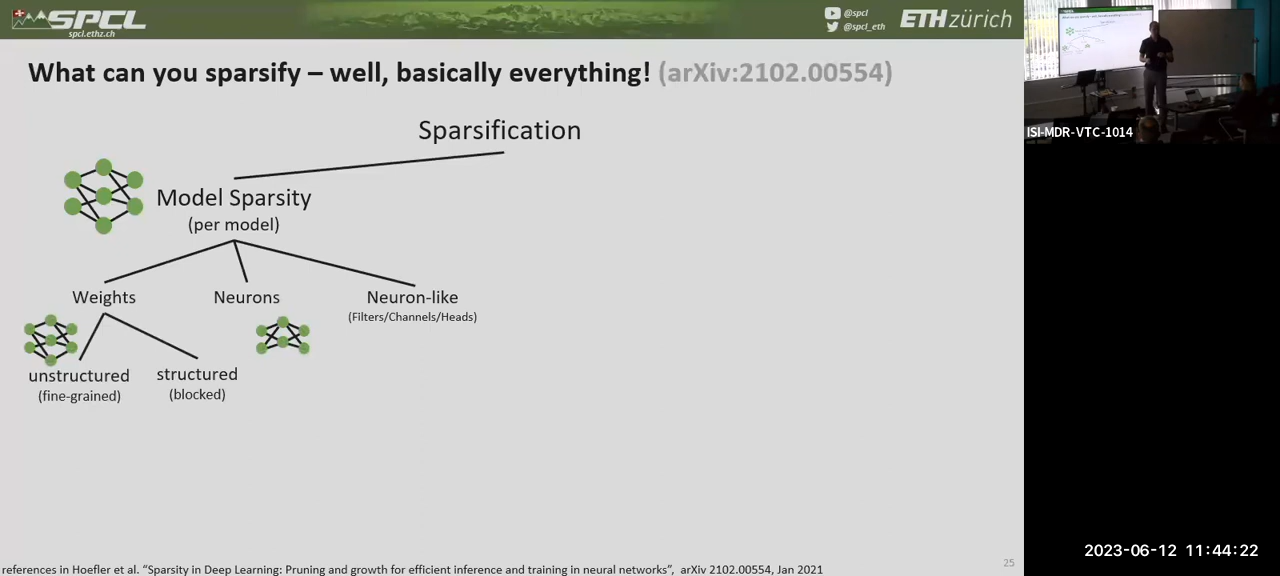 SPCL
spcl.ethz.ch
@spcl
@spcl_eth
ETH zürich
What can you sparsify – well, basically everything! (arXiv:2102.00554)
Sparsification
Model Sparsity
(per model)
Weights
Neurons
Neuron-like
(Filters/Channels/Heads)
unstructured
(fine-grained)
structured
(blocked)
25
references in Hoefler et al. “Sparsity in Deep Learning: Pruning and growth for efficient inference and training in neural networks”, arXiv 2102.00554, Jan 2021
ISI-MDR-VTC-1014
2023-06-12 11:44:22